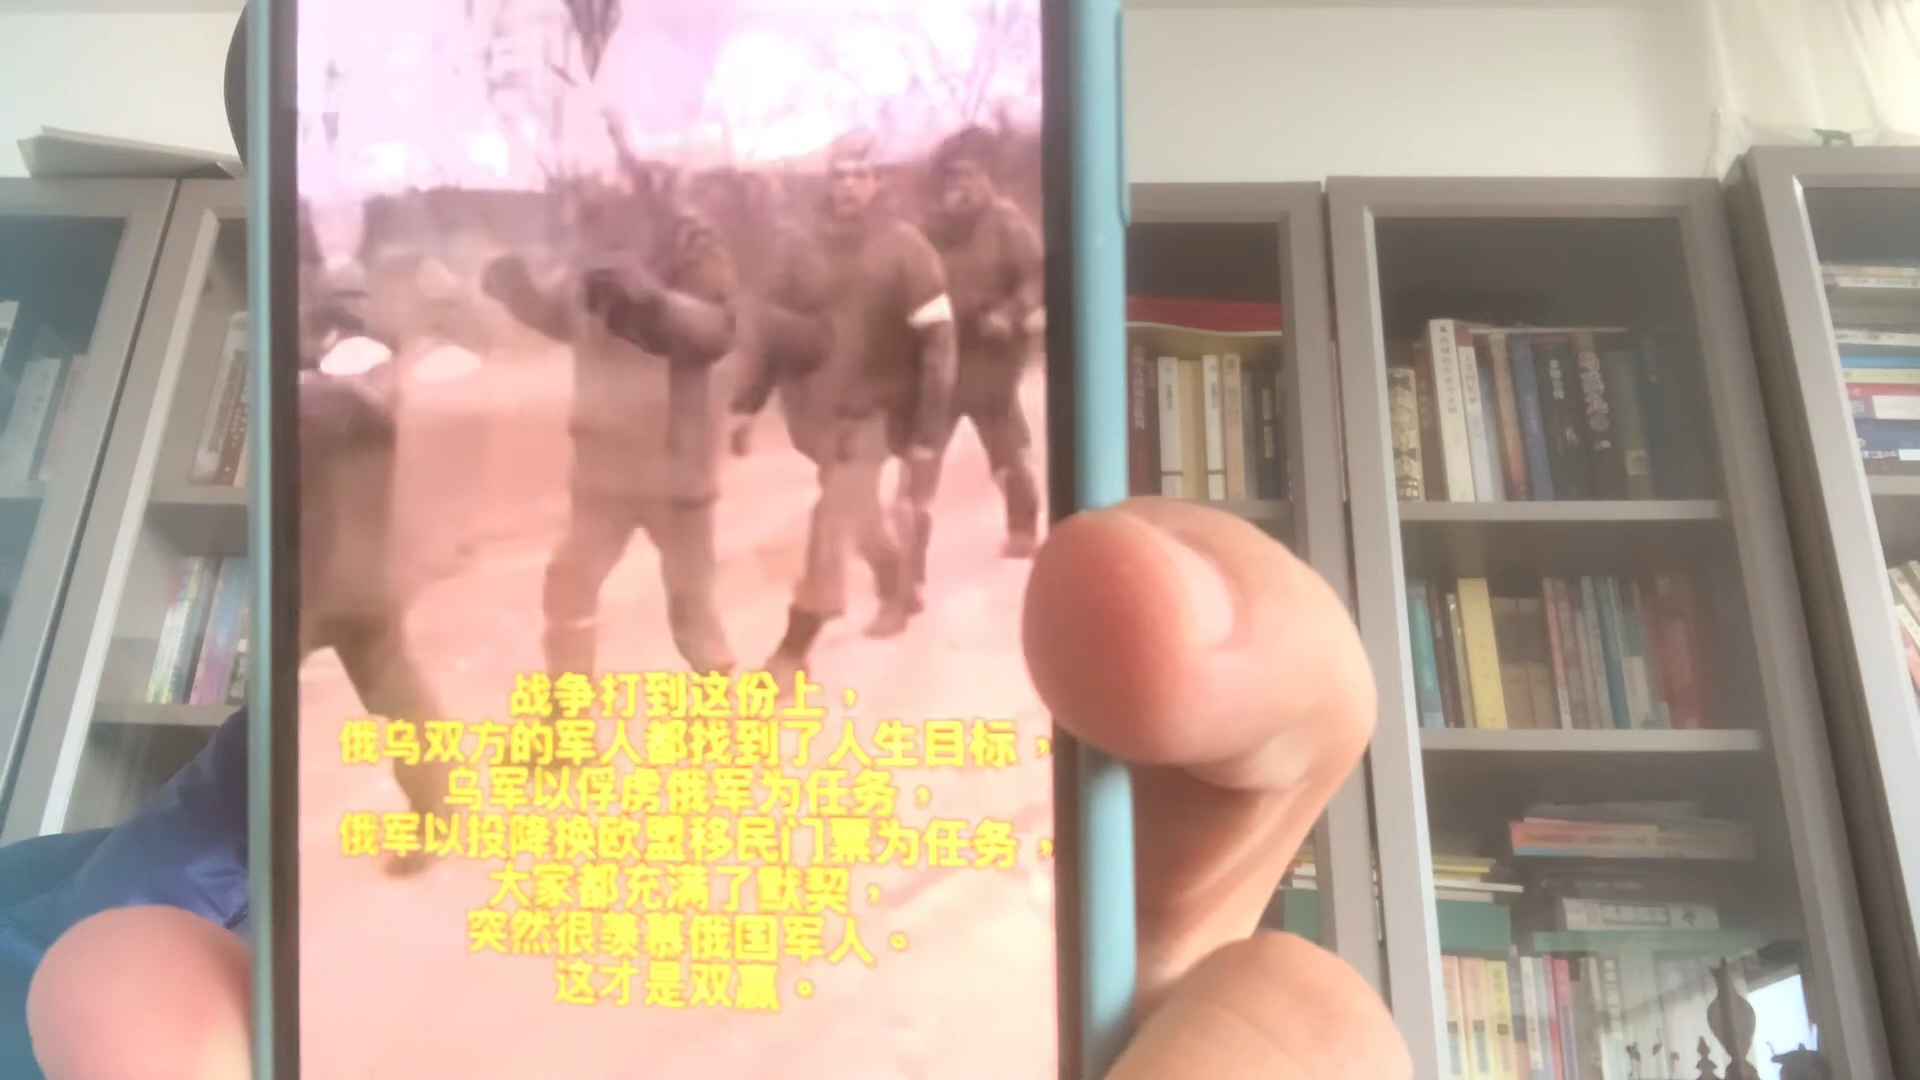 战争打到这份上，
俄乌双方的军人都找到了人生目标，
乌军以俘虏俄军为任务，
俄军以投降换欧盟移民门票为任务，
大家都充满了默契，
突然很羡慕俄国军人。
这才是双赢。